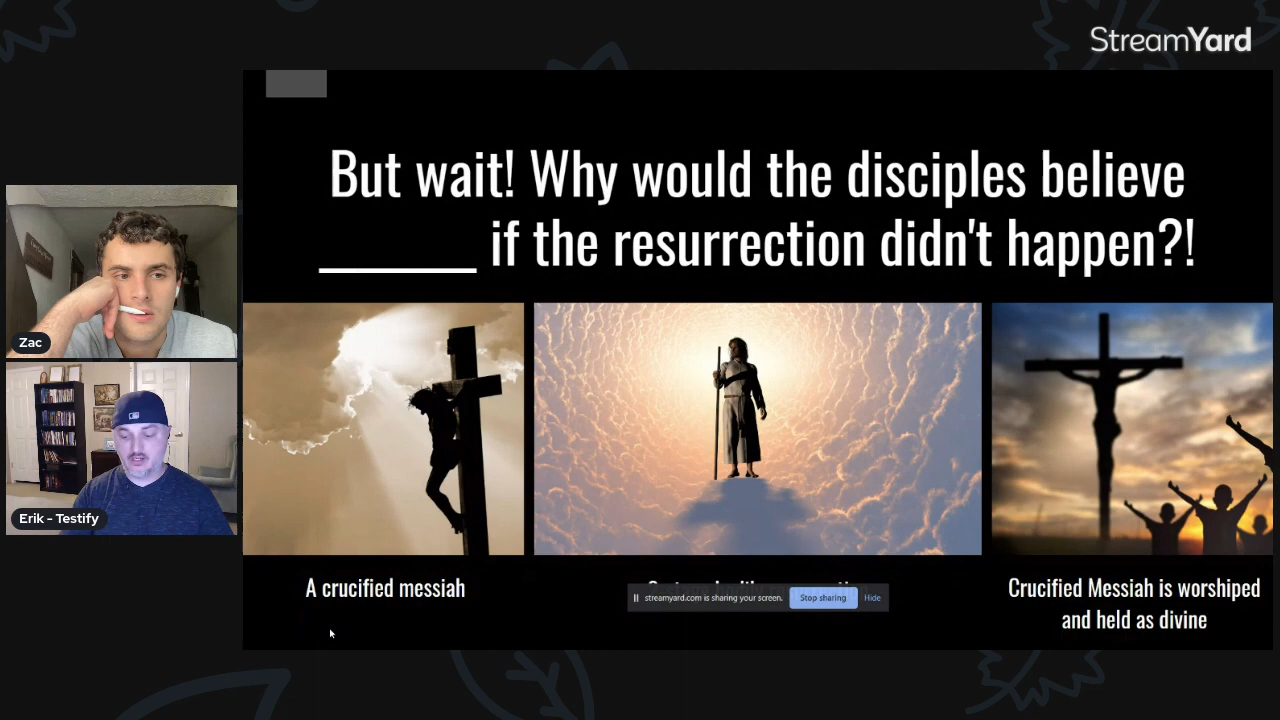 StreamYard
But wait! Why would the disciples believe
_______ if the resurrection didn't happen?!
Zac
Erik - Testify
A crucified messiah
streamyard.com is sharing your screen.
Stop sharing
Hide
Crucified Messiah is worshiped
and held as divine